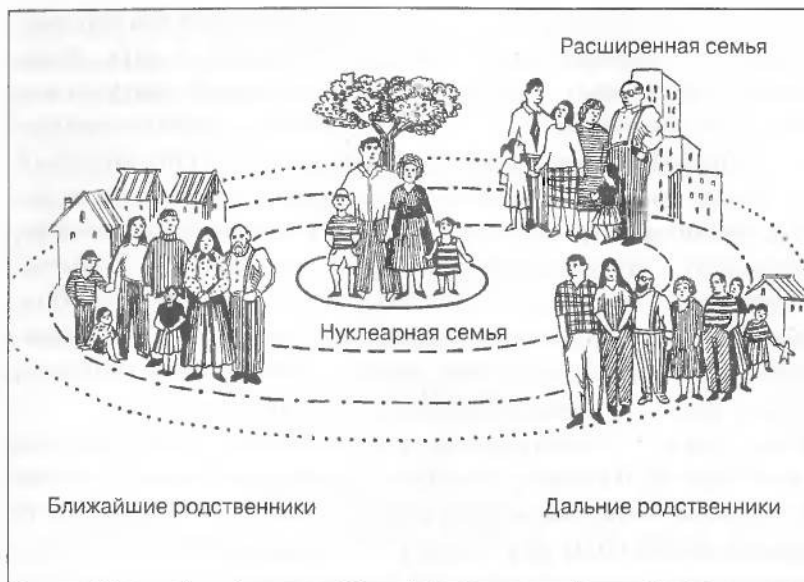 Расширенная семья
Нуклеарная семья
Ближайшие родственники
Дальние родственники